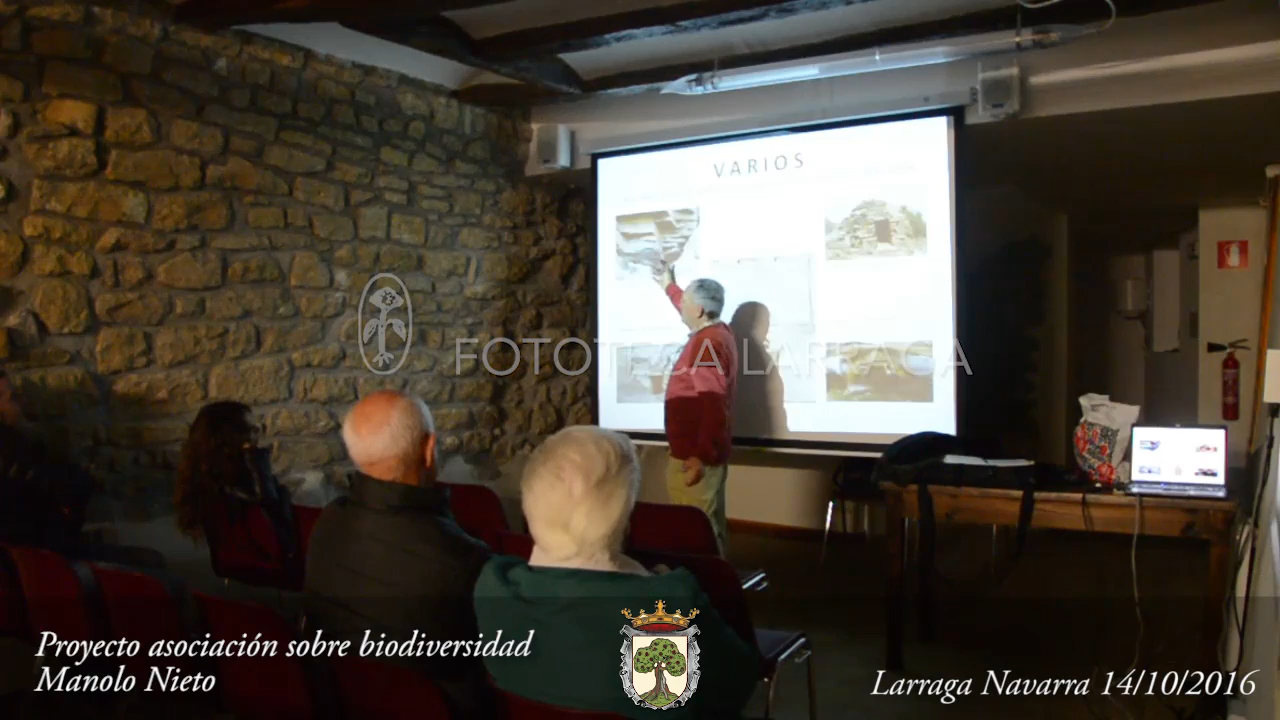 VARIOS
FOTOTECA LARRAGA
Proyecto asociación sobre biodiversidad
Manolo Nieto
Larraga Navarra 14/10/2016